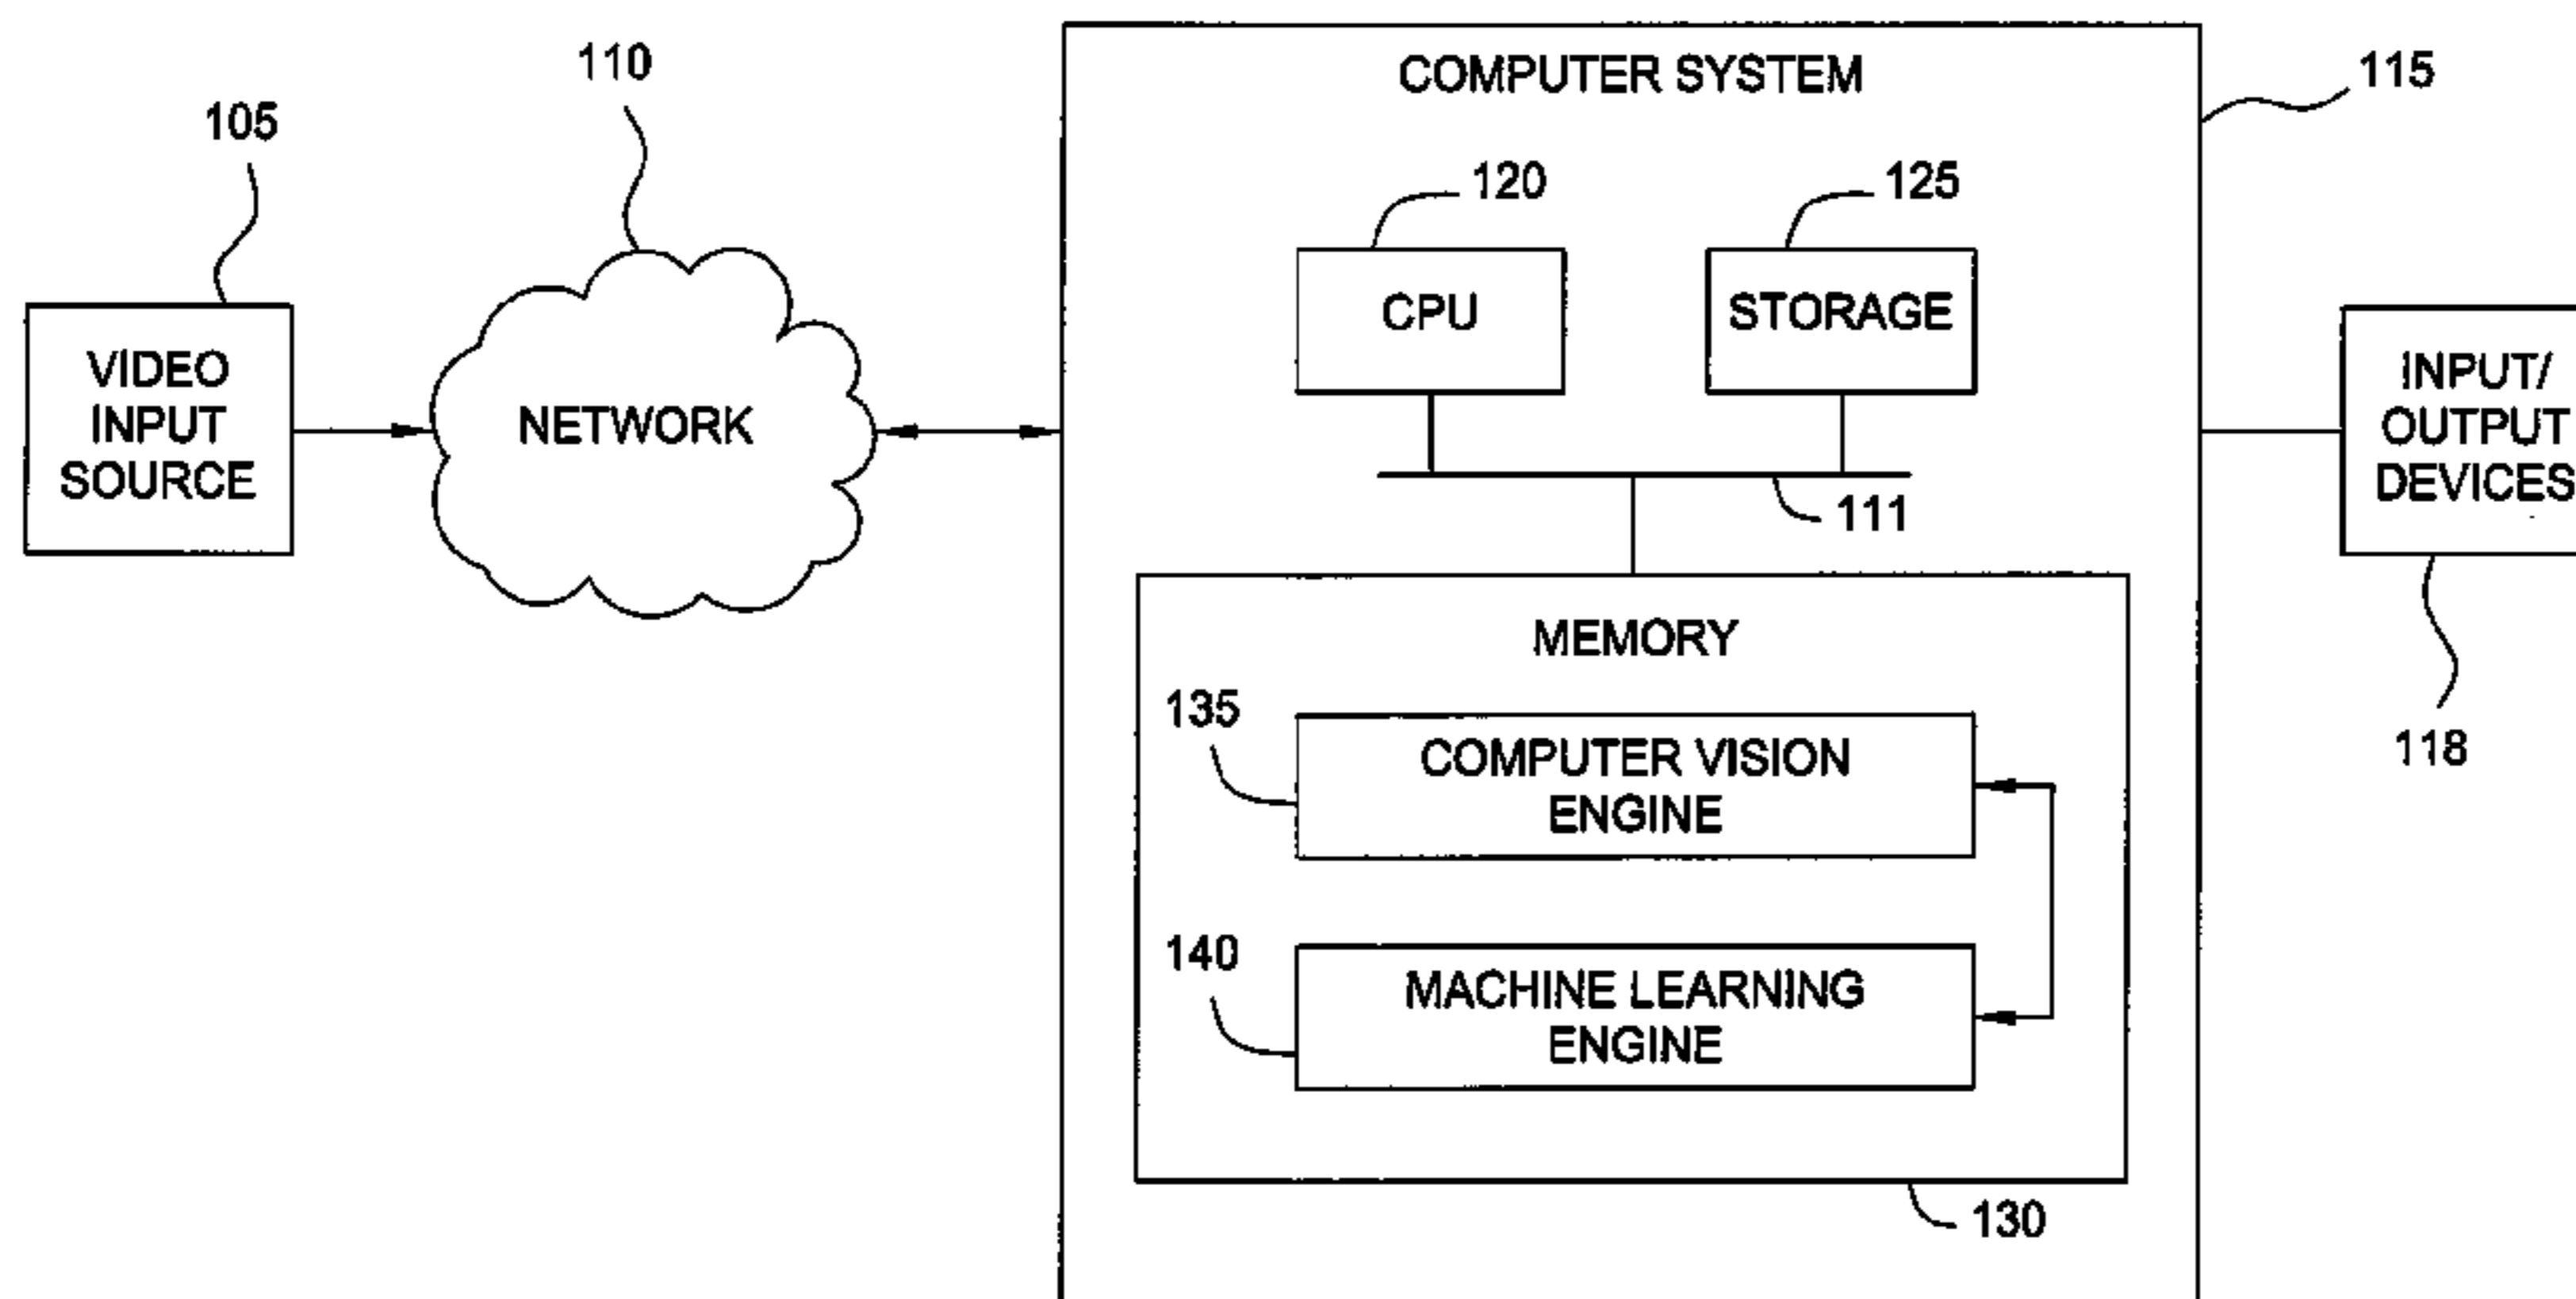 110
COMPUTER SYSTEM
115
105
120
125
CPU
STORAGE
VIDEO
INPUT
SOURCE
NETWORK
INPUT/
OUTPUT
DEVICES
111
MEMORY
135
COMPUTER VISION
ENGINE
118
140
MACHINE LEARNING
ENGINE
130